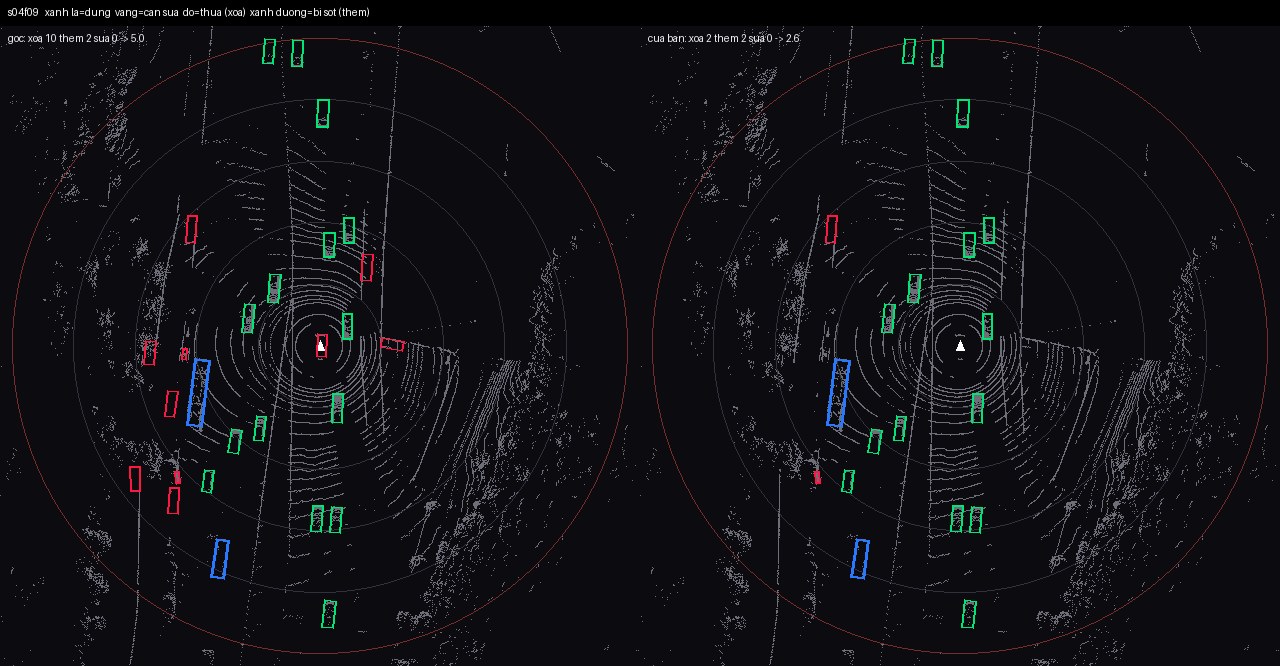 s04f09 xanh la=dung vang=can sua do=thua (xoa) xanh duong=bi sot (them)
goc: xoa 10 them 2 sua 0 -> 5.0
cua ban: xoa 2 them 2 sua 0 -> 2.6